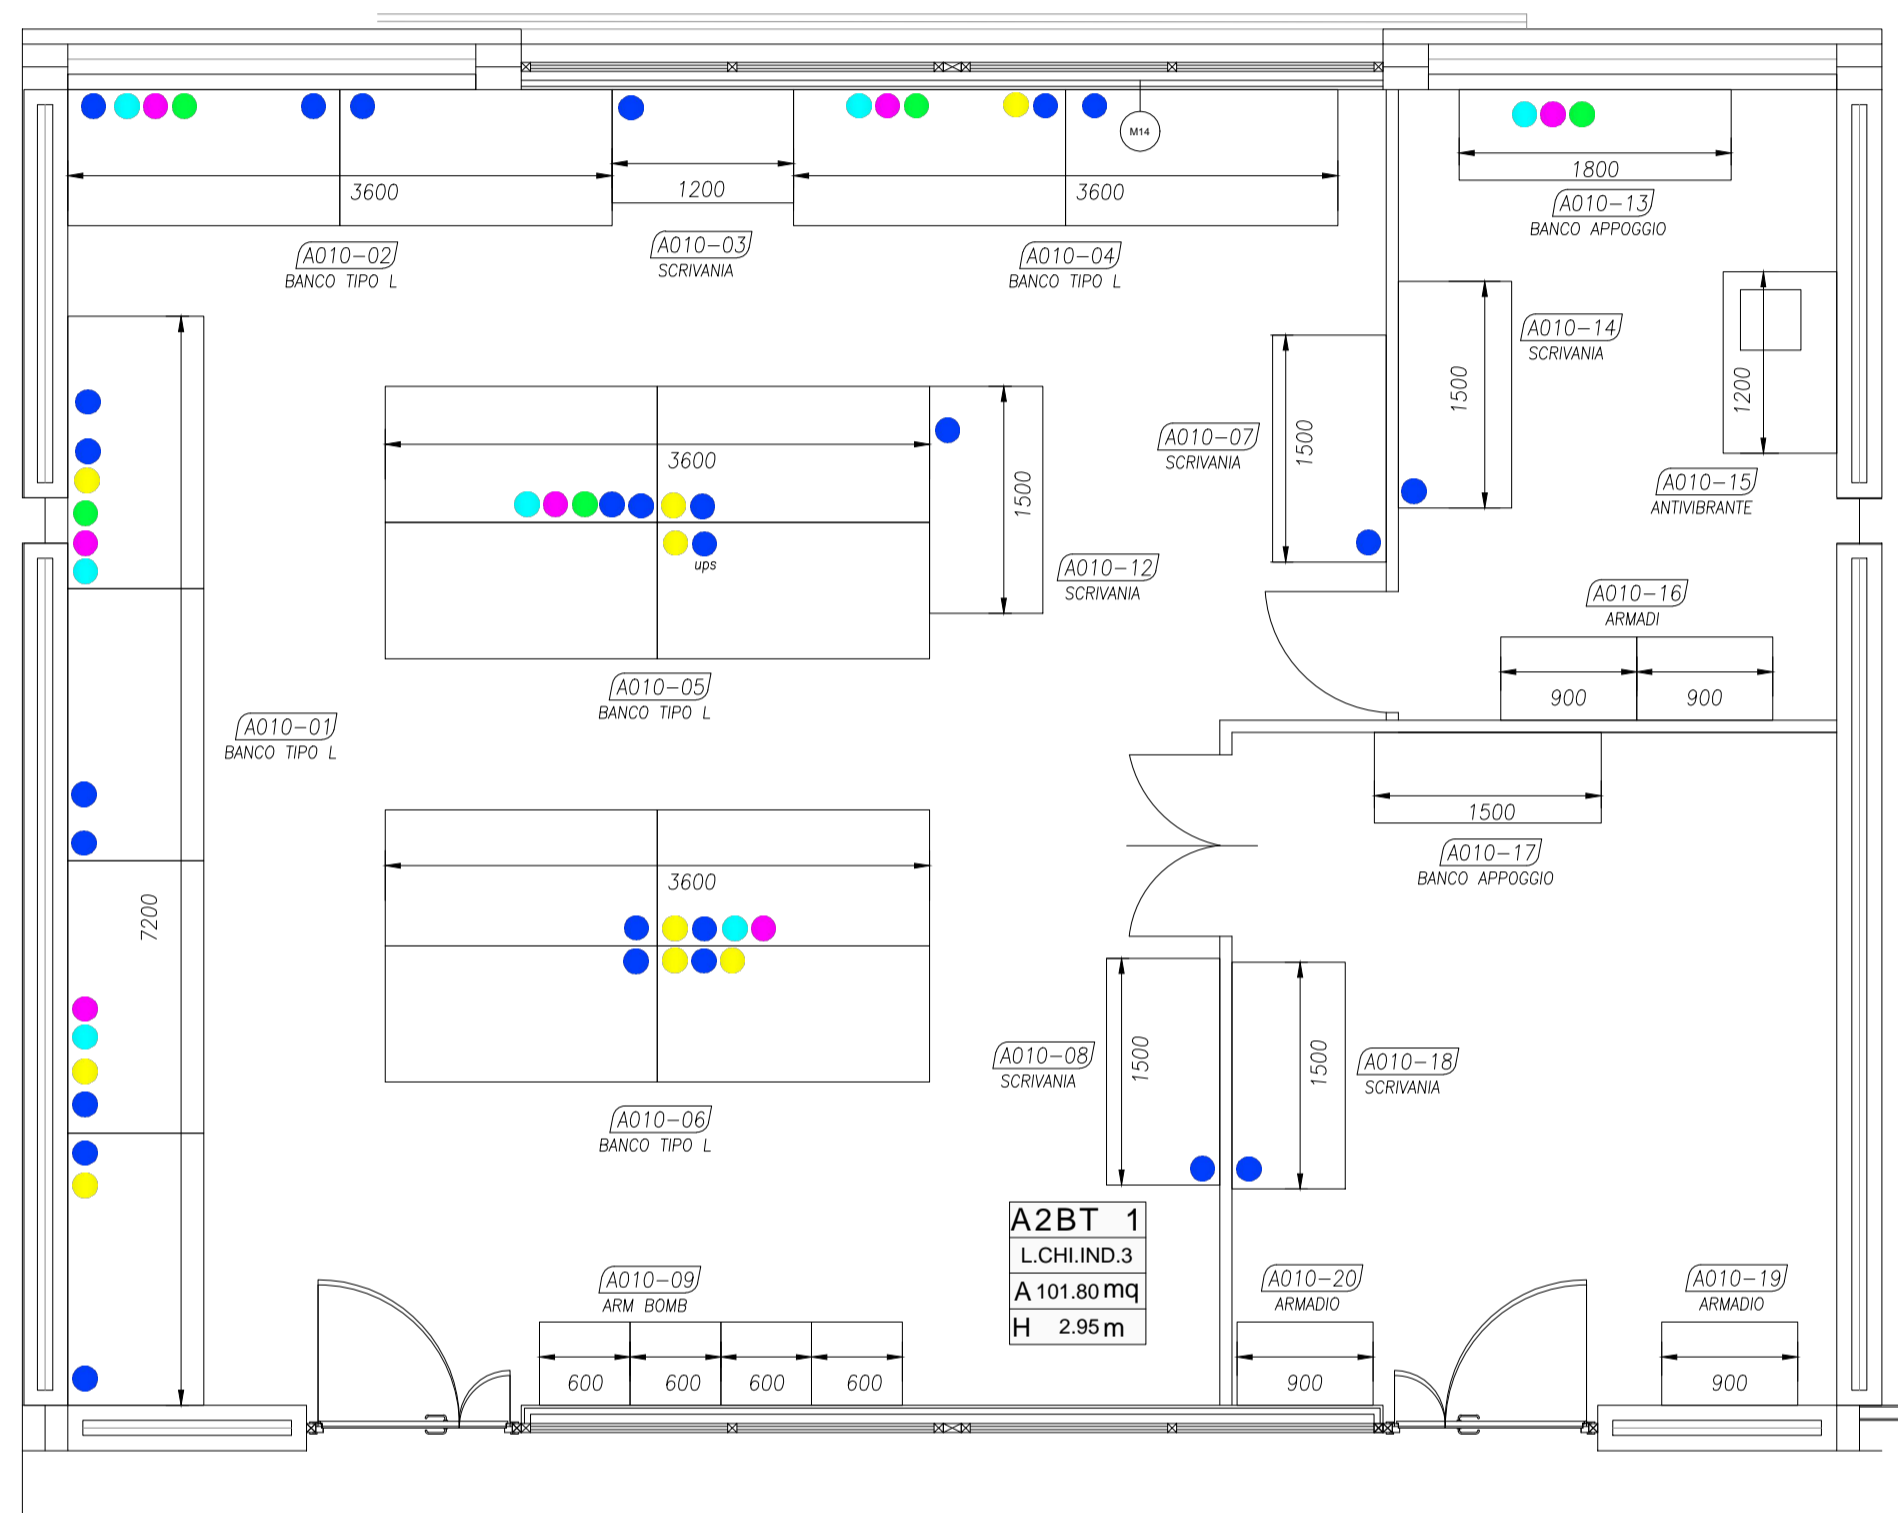 M14
3600
1200
3600
1800
A010-02
BANCO TIPO L
A010-03
SCRIVANIA
A010-04
BANCO TIPO L
A010-13
BANCO APPOGGIO
A010-14
SCRIVANIA
1500
1200
A010-07
SCRIVANIA
1500
3600
1500
ups
A010-15
ANTIVIBRANTE
A010-12
SCRIVANIA
A010-16
ARMADI
900
900
A010-05
BANCO TIPO L
A010-01
BANCO TIPO L
7200
1500
A010-17
BANCO APPOGGIO
3600
A010-08
SCRIVANIA
1500
1500
A010-18
SCRIVANIA
A010-06
BANCO TIPO L
A2BT 1
L.CHI.IND.3
A 101.80 mq
H 2.95 m
A010-09
ARM BOMB
600
600
600
600
A010-20
ARMADIO
900
A010-19
ARMADIO
900